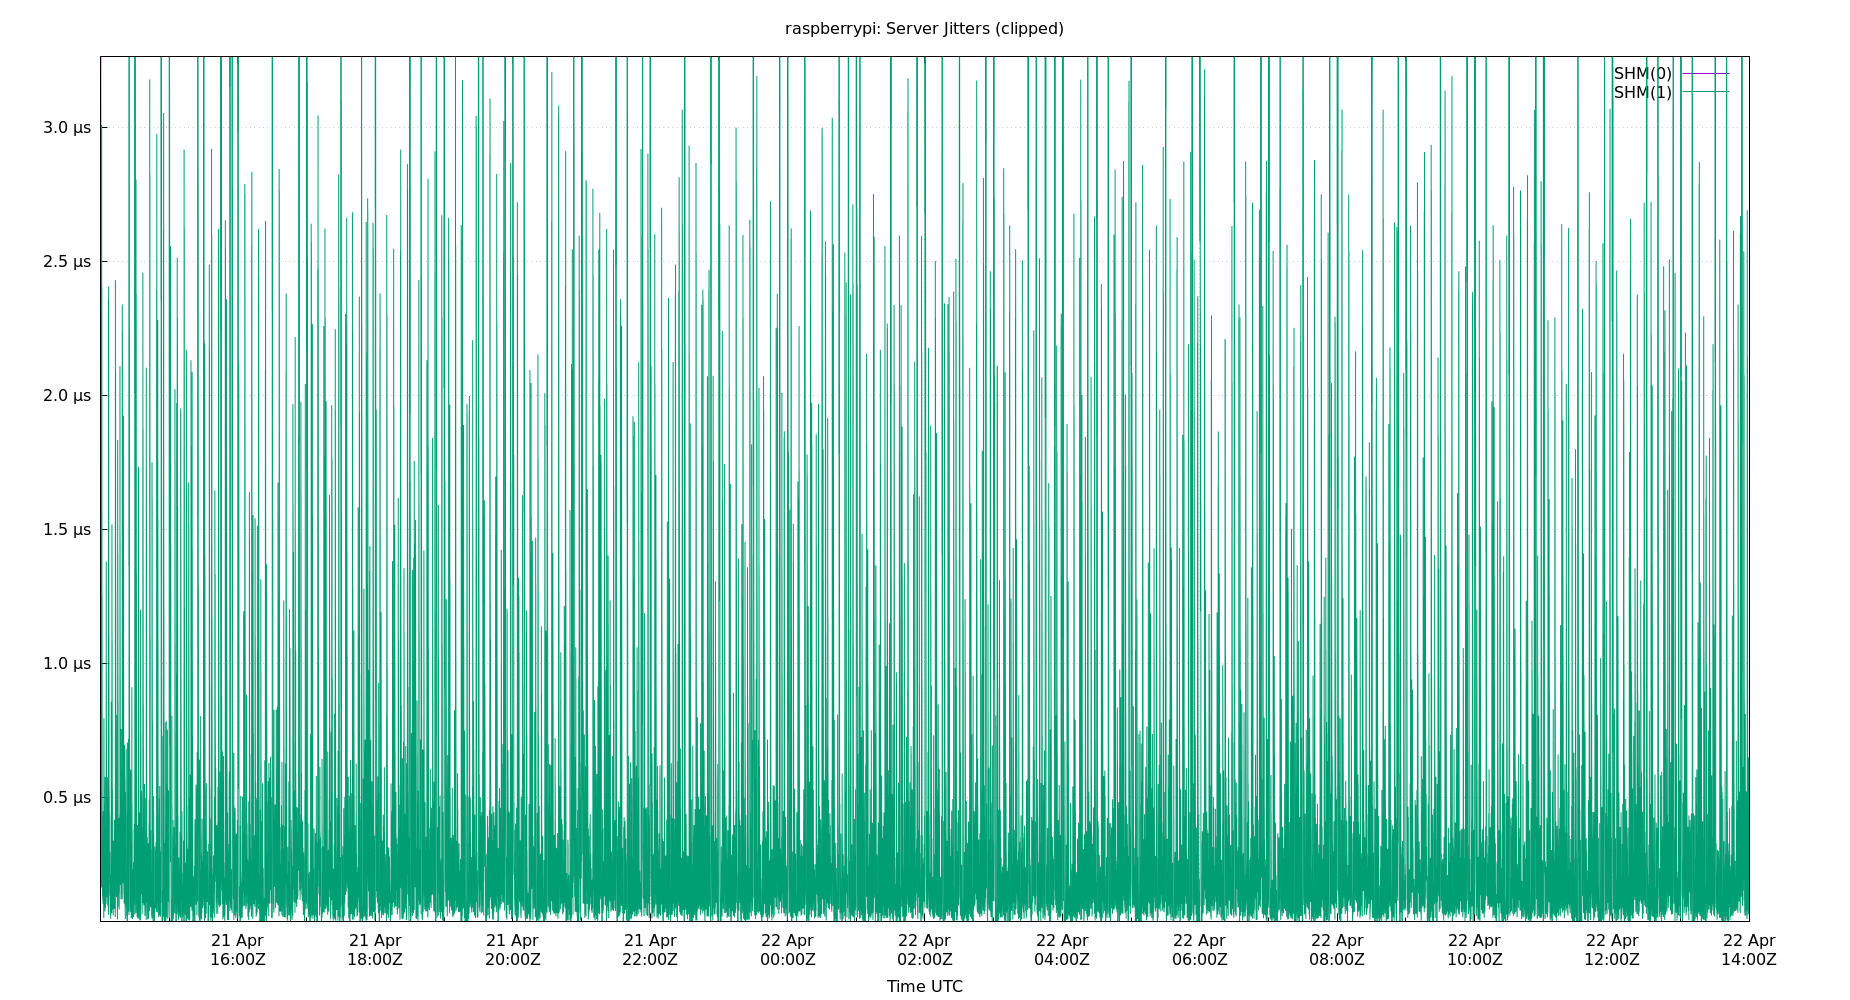 raspberrypi: Server Jitters (clipped)
SHM(0)
SHM(1)
3.0 µs
2.5 µs
2.0 µs
1.5 µs
1.0 µs
0.5 µs
21 Apr 21 Apr 21 Apr 21 Apr 22 Apr 22 Apr 22 Apr 22 Apr 22 Apr 22 Apr 22 Apr 22 Apr
16:00Z 18:00Z 20:00Z 22:00Z 00:00Z 02:00Z 04:00Z 06:00Z 08:00Z 10:00Z 12:00Z 14:00Z
Time UTC